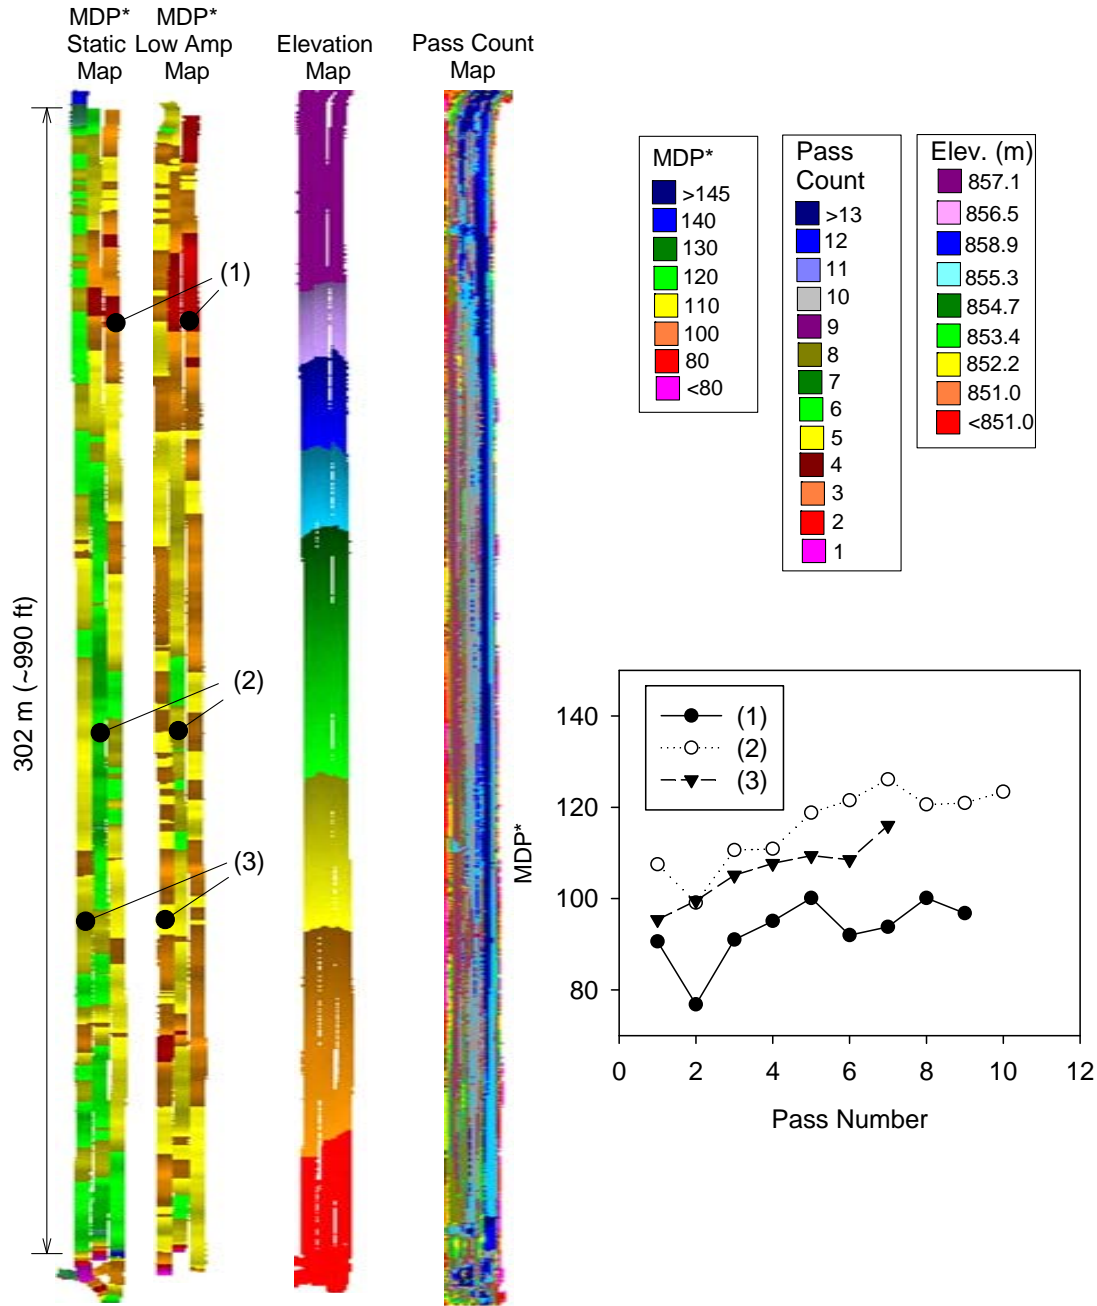 MDP*
Static
Map
MDP*
Low Amp
Map
Elevation
Map
Pass Count
Map
302 m (~990 ft)
(1)
(2)
(3)
MDP*
>145
140
130
120
110
100
80
<80
Pass
Count
>13
12
11
10
9
8
7
6
5
4
3
2
1
Elev. (m)
857.1
856.5
858.9
855.3
854.7
853.4
852.2
851.0
<851.0
(1)
(2)
(3)
MDP*
140
120
100
80
0 2 4 6 8 10 12
Pass Number